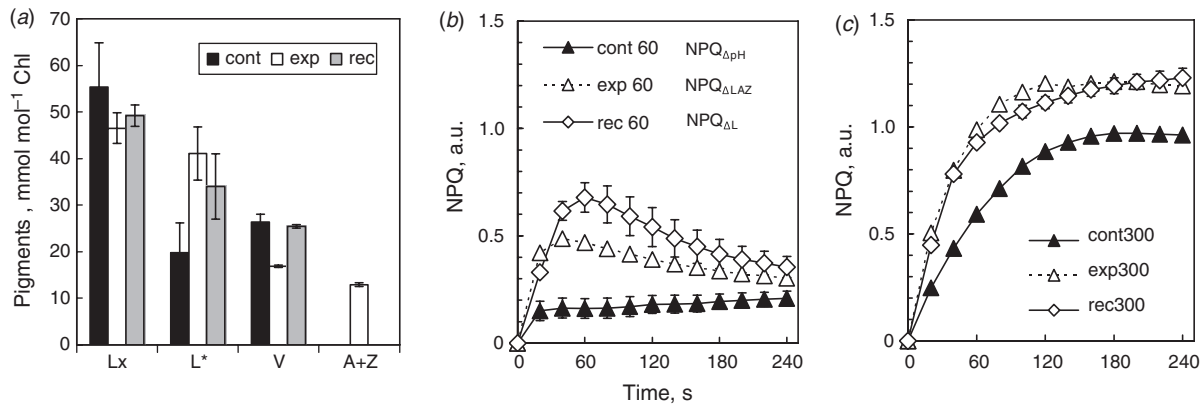 (a)
70
60
50
40
30
20
10
0
Pigments , mmol mol⁻¹ Chl
cont exp rec
Lx L* V A+Z
(b)
1.5
1.0
0.5
0
NPQ, a.u.
cont 60 NPQΔpH
exp 60 NPQΔLAZ
rec 60 NPQΔL
0 60 120 180 240
Time, s
(c)
1.5
1.0
0.5
0
NPQ, a.u.
cont300
exp300
rec300
0 60 120 180 240